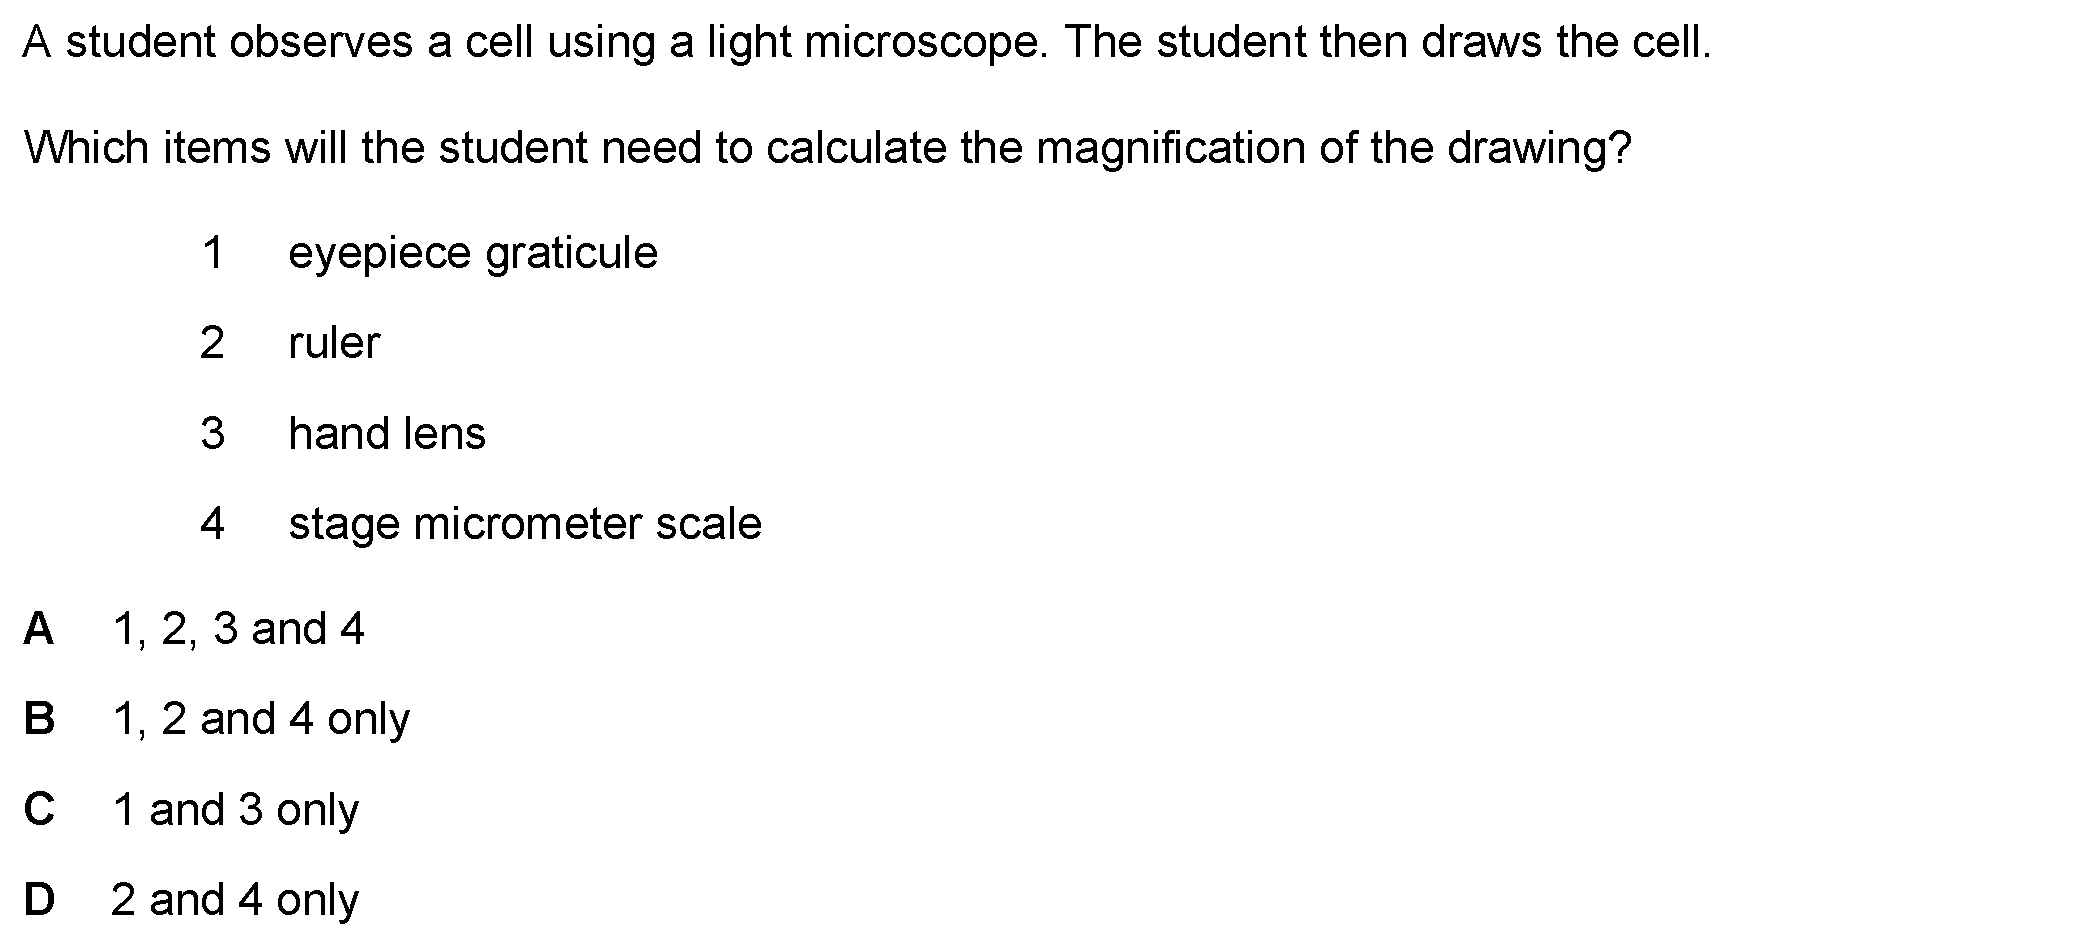 A student observes a cell using a light microscope. The student then draws the cell.
Which items will the student need to calculate the magnification of the drawing?
1 eyepiece graticule
2 ruler
3 hand lens
4 stage micrometer scale
A 1, 2, 3 and 4
B 1, 2 and 4 only
C 1 and 3 only
D 2 and 4 only